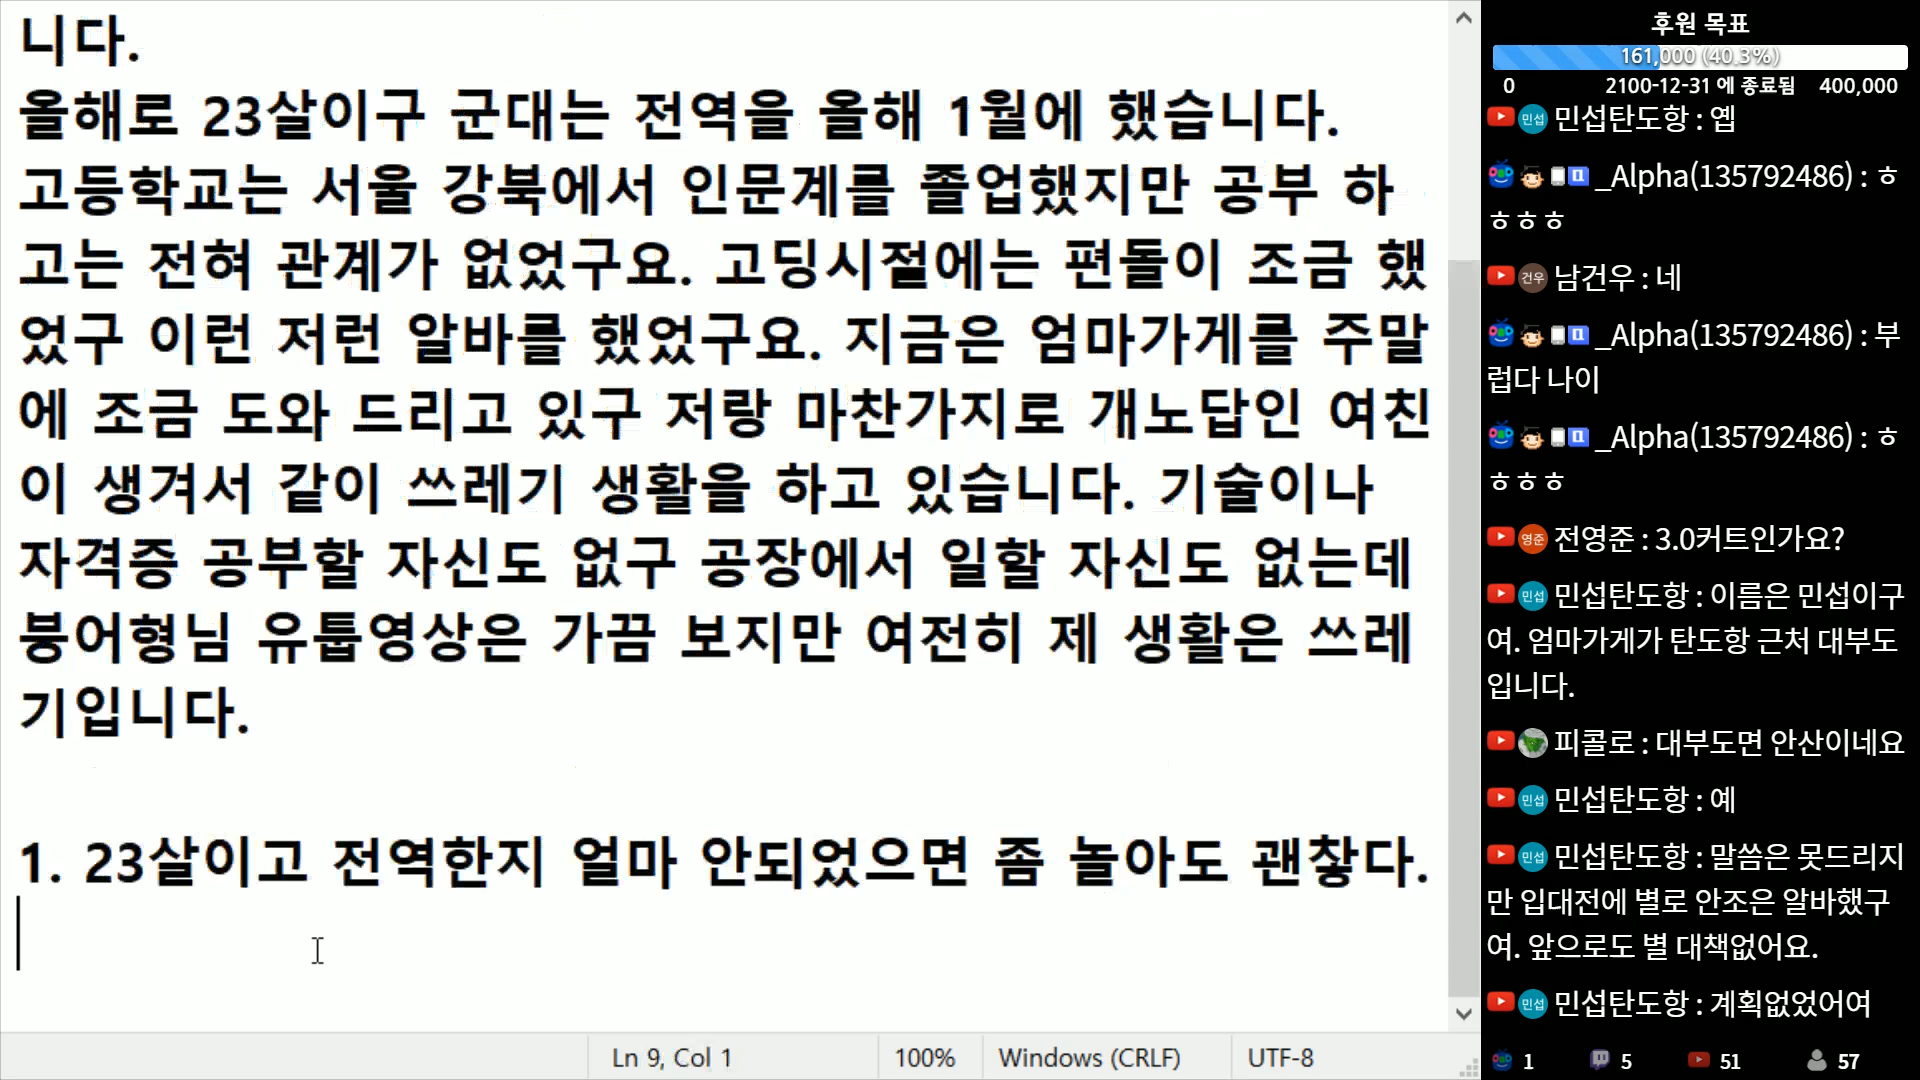 니다.
올해로 23살이구 군대는 전역을 올해 1월에 했습니다.
고등학교는 서울 강북에서 인문계를 졸업했지만 공부 하
고는 전혀 관계가 없었구요. 고딩시절에는 편돌이 조금 했
었구 이런 저런 알바를 했었구요. 지금은 엄마가게를 주말
에 조금 도와 드리고 있구 저랑 마찬가지로 개노답인 여친
이 생겨서 같이 쓰레기 생활을 하고 있습니다. 기술이나
자격증 공부할 자신도 없구 공장에서 일할 자신도 없는데
붕어형님 유튭영상은 가끔 보지만 여전히 제 생활은 쓰레
기입니다.
1. 23살이고 전역한지 얼마 안되었으면 좀 놀아도 괜찮다.
Ln 9, Col 1
100%
Windows (CRLF)
UTF-8
후원 목표
161,000 (40.3%)
0 2100-12-31 에 종료됨 400,000
민섭 민섭탄도항 : 옙
_Alpha(135792486) : ㅎ
ㅎㅎㅎ
건우 남건우 : 네
_Alpha(135792486) : 부
럽다 나이
_Alpha(135792486) : ㅎ
ㅎㅎㅎ
영준 전영준 : 3.0커트인가요?
민섭 민섭탄도항 : 이름은 민섭이구
여. 엄마가게가 탄도항 근처 대부도
입니다.
피콜로 : 대부도면 안산이네요
민섭 민섭탄도항 : 예
민섭 민섭탄도항 : 말씀은 못드리지
만 입대전에 별로 안조은 알바했구
여. 앞으로도 별 대책없어요.
민섭 민섭탄도항 : 계획없었어여
1 5 51 57